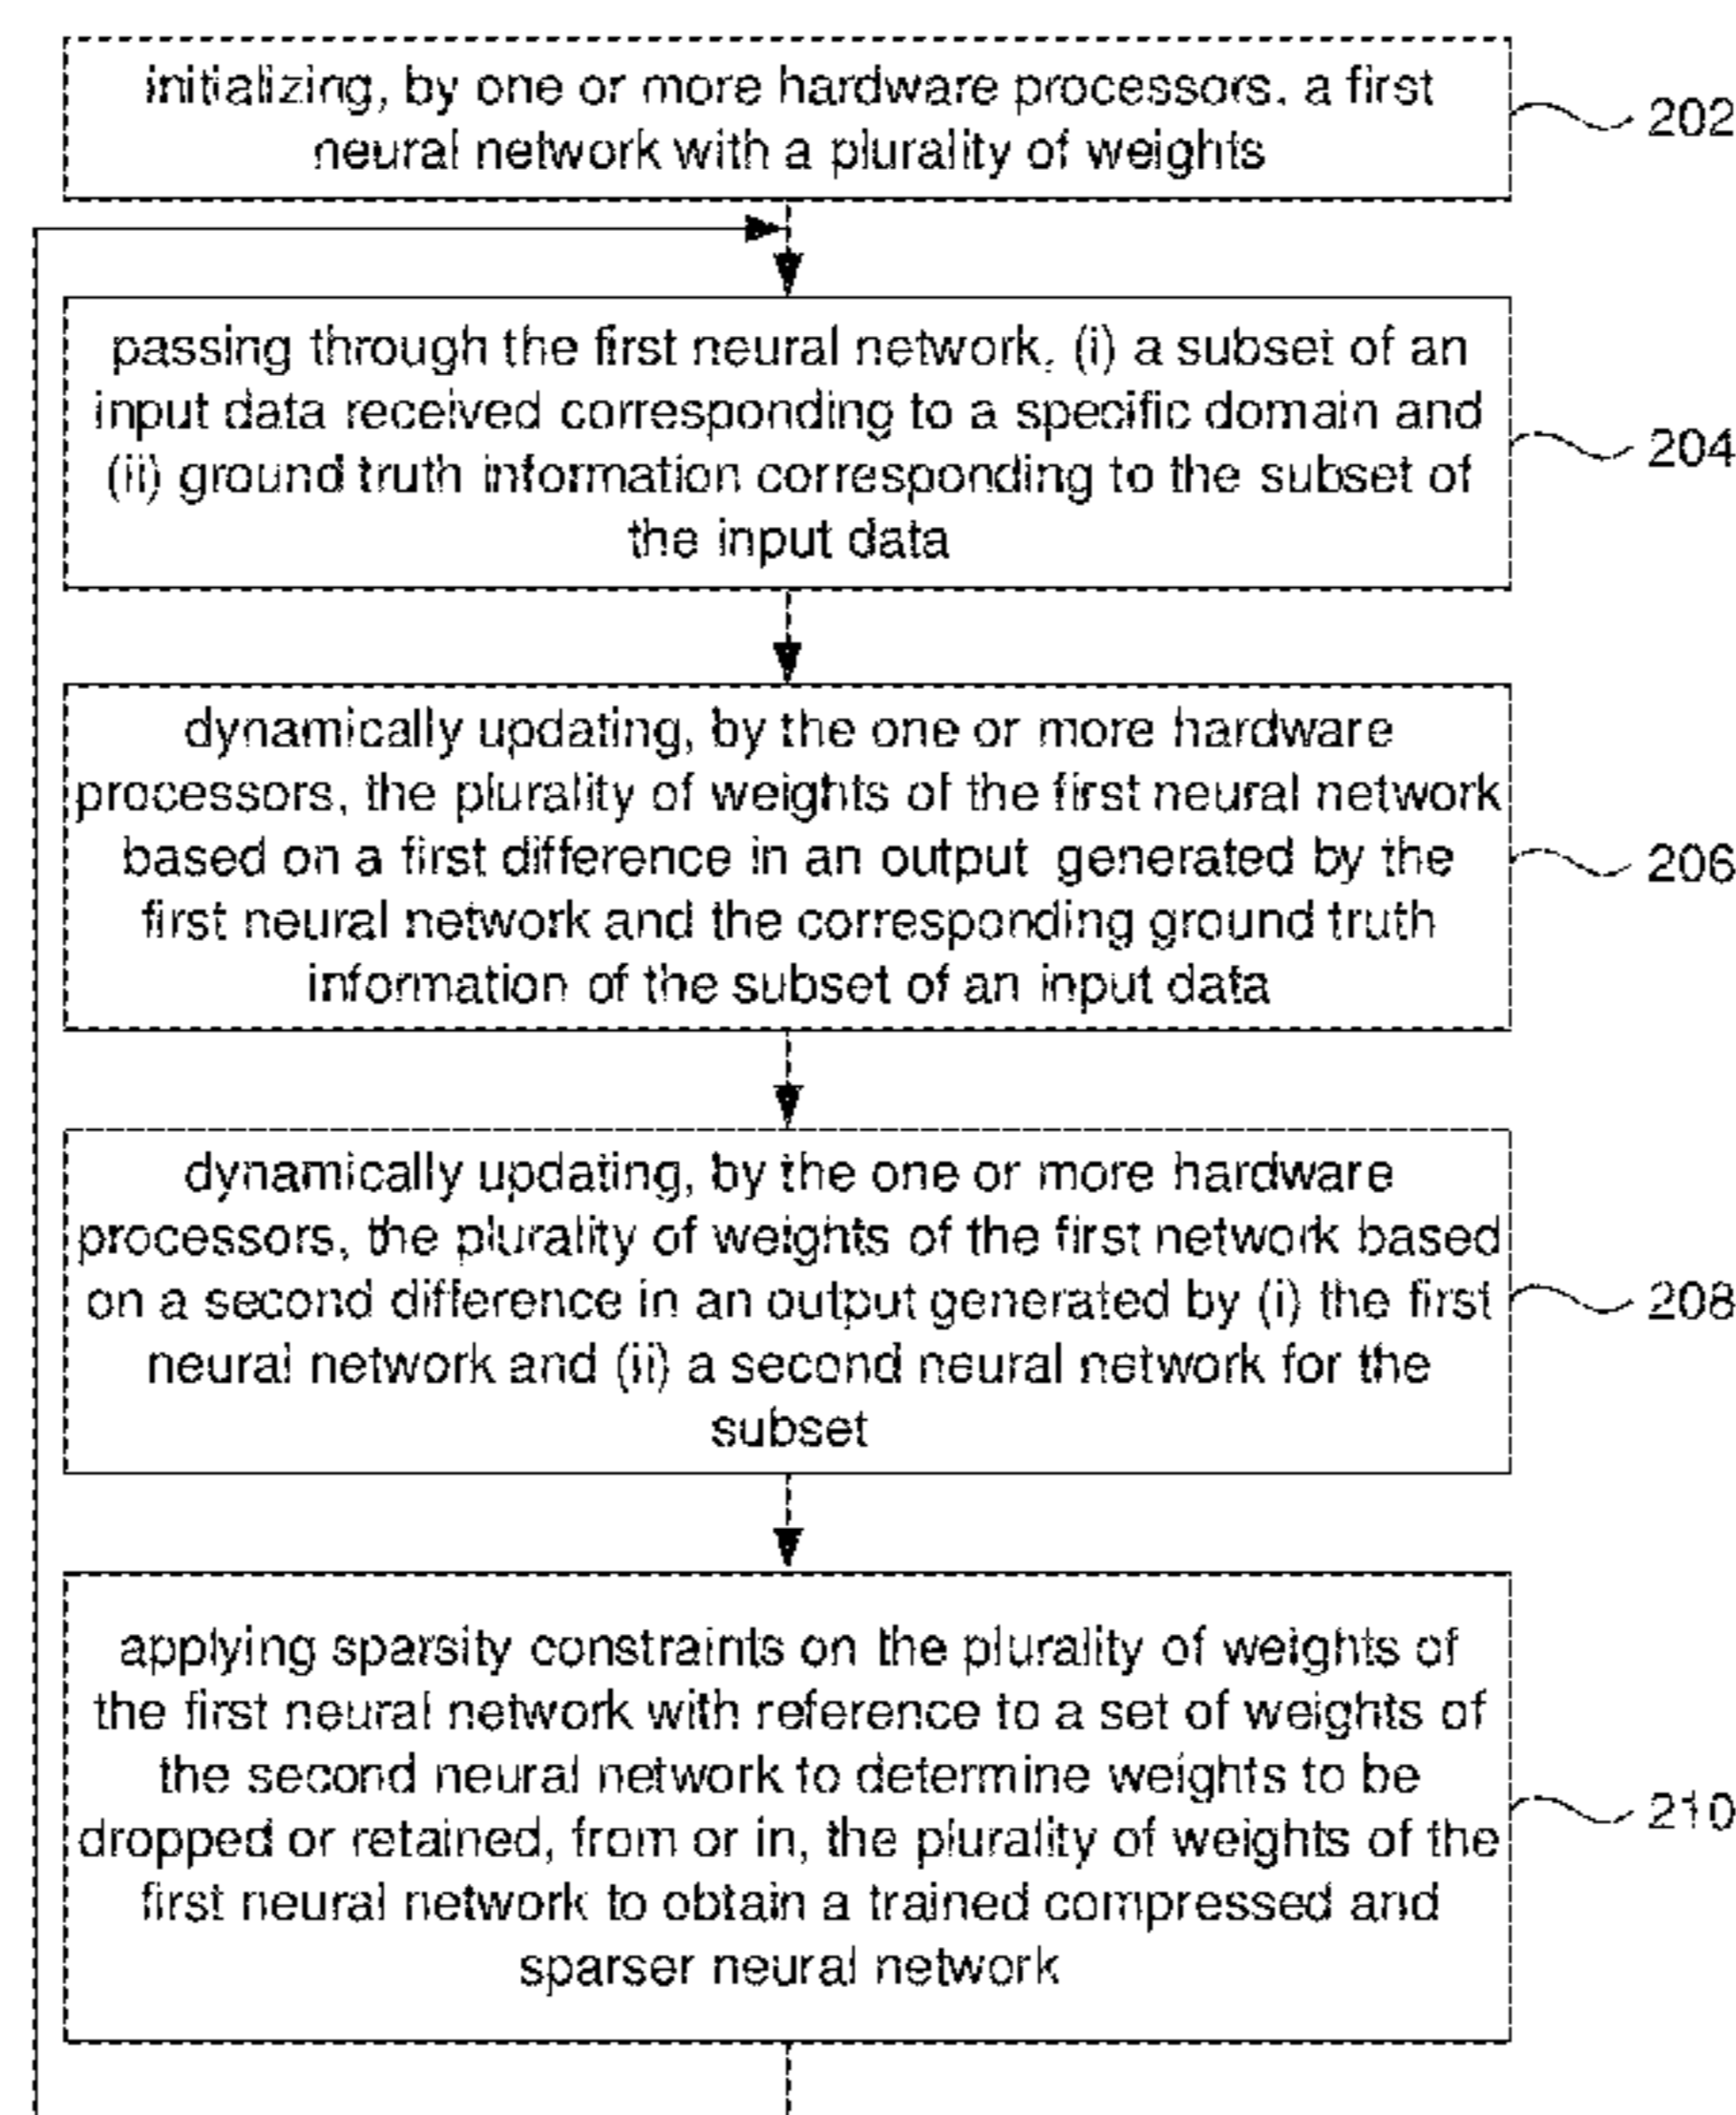 initializing, by one or more hardware processors, a first
neural network with a plurality of weights
202
passing through the first neural network, (i) a subset of an
input data received corresponding to a specific domain and
(ii) ground truth information corresponding to the subset of
the input data
204
dynamically updating, by the one or more hardware
processors, the plurality of weights of the first neural network
based on a first difference in an output generated by the
first neural network and the corresponding ground truth
information of the subset of an input data
206
dynamically updating, by the one or more hardware
processors, the plurality of weights of the first network based
on a second difference in an output generated by (i) the first
neural network and (ii) a second neural network for the
subset
208
applying sparsity constraints on the plurality of weights of
the first neural network with reference to a set of weights of
the second neural network to determine weights to be
dropped or retained, from or in, the plurality of weights of the
first neural network to obtain a trained compressed and
sparser neural network
210